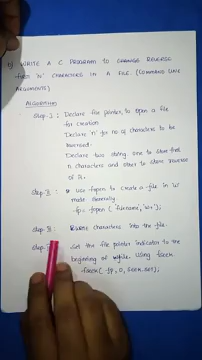 1) WRITE A C PROGRAM TO CHANGE REVERSE
FIRST 'N' CHARACTERS IN A FILE. (COMMAND LINE
ARGUMENTS)
ALGORITHM
Step-1 : Declare file pointer, to open a file
for creation
Declare 'n' for no of characters to be
reversed.
Declare two string one to store first
n characters and other to store reverse
of it.
Step-2: Use fopen to create a file in w+
mode generally
fp = fopen ('filename', 'w+');
Step-3: characters into the file.
Step- Set the file pointer indicator to the
beginning of file using fseek
fseek( fp, 0, SEEK_SET);